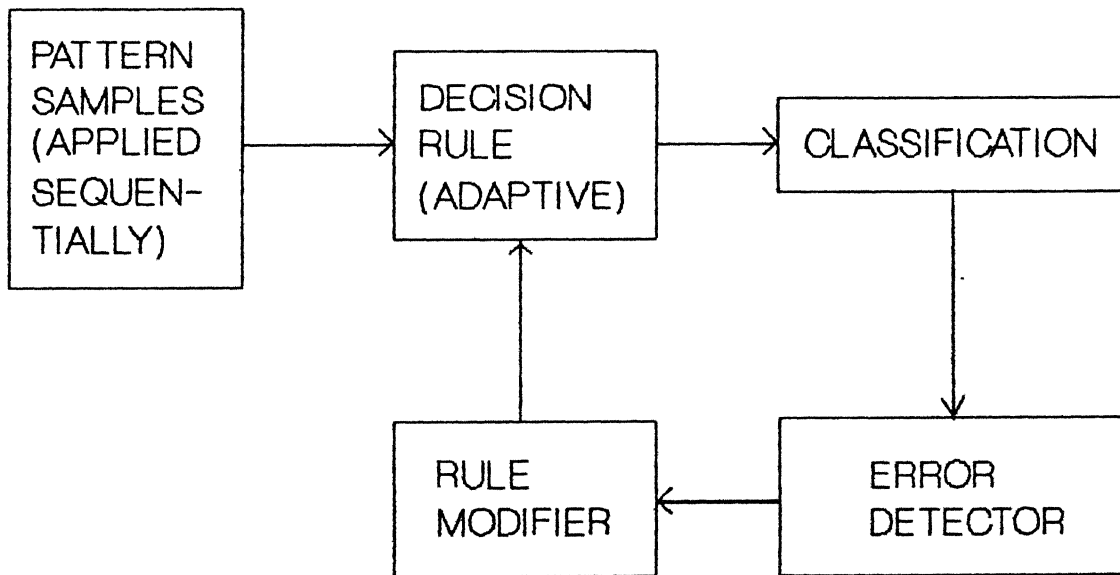 PATTERN
SAMPLES
(APPLIED
SEQUEN-
TIALLY)
DECISION
RULE
(ADAPTIVE)
CLASSIFICATION
RULE
MODIFIER
ERROR
DETECTOR